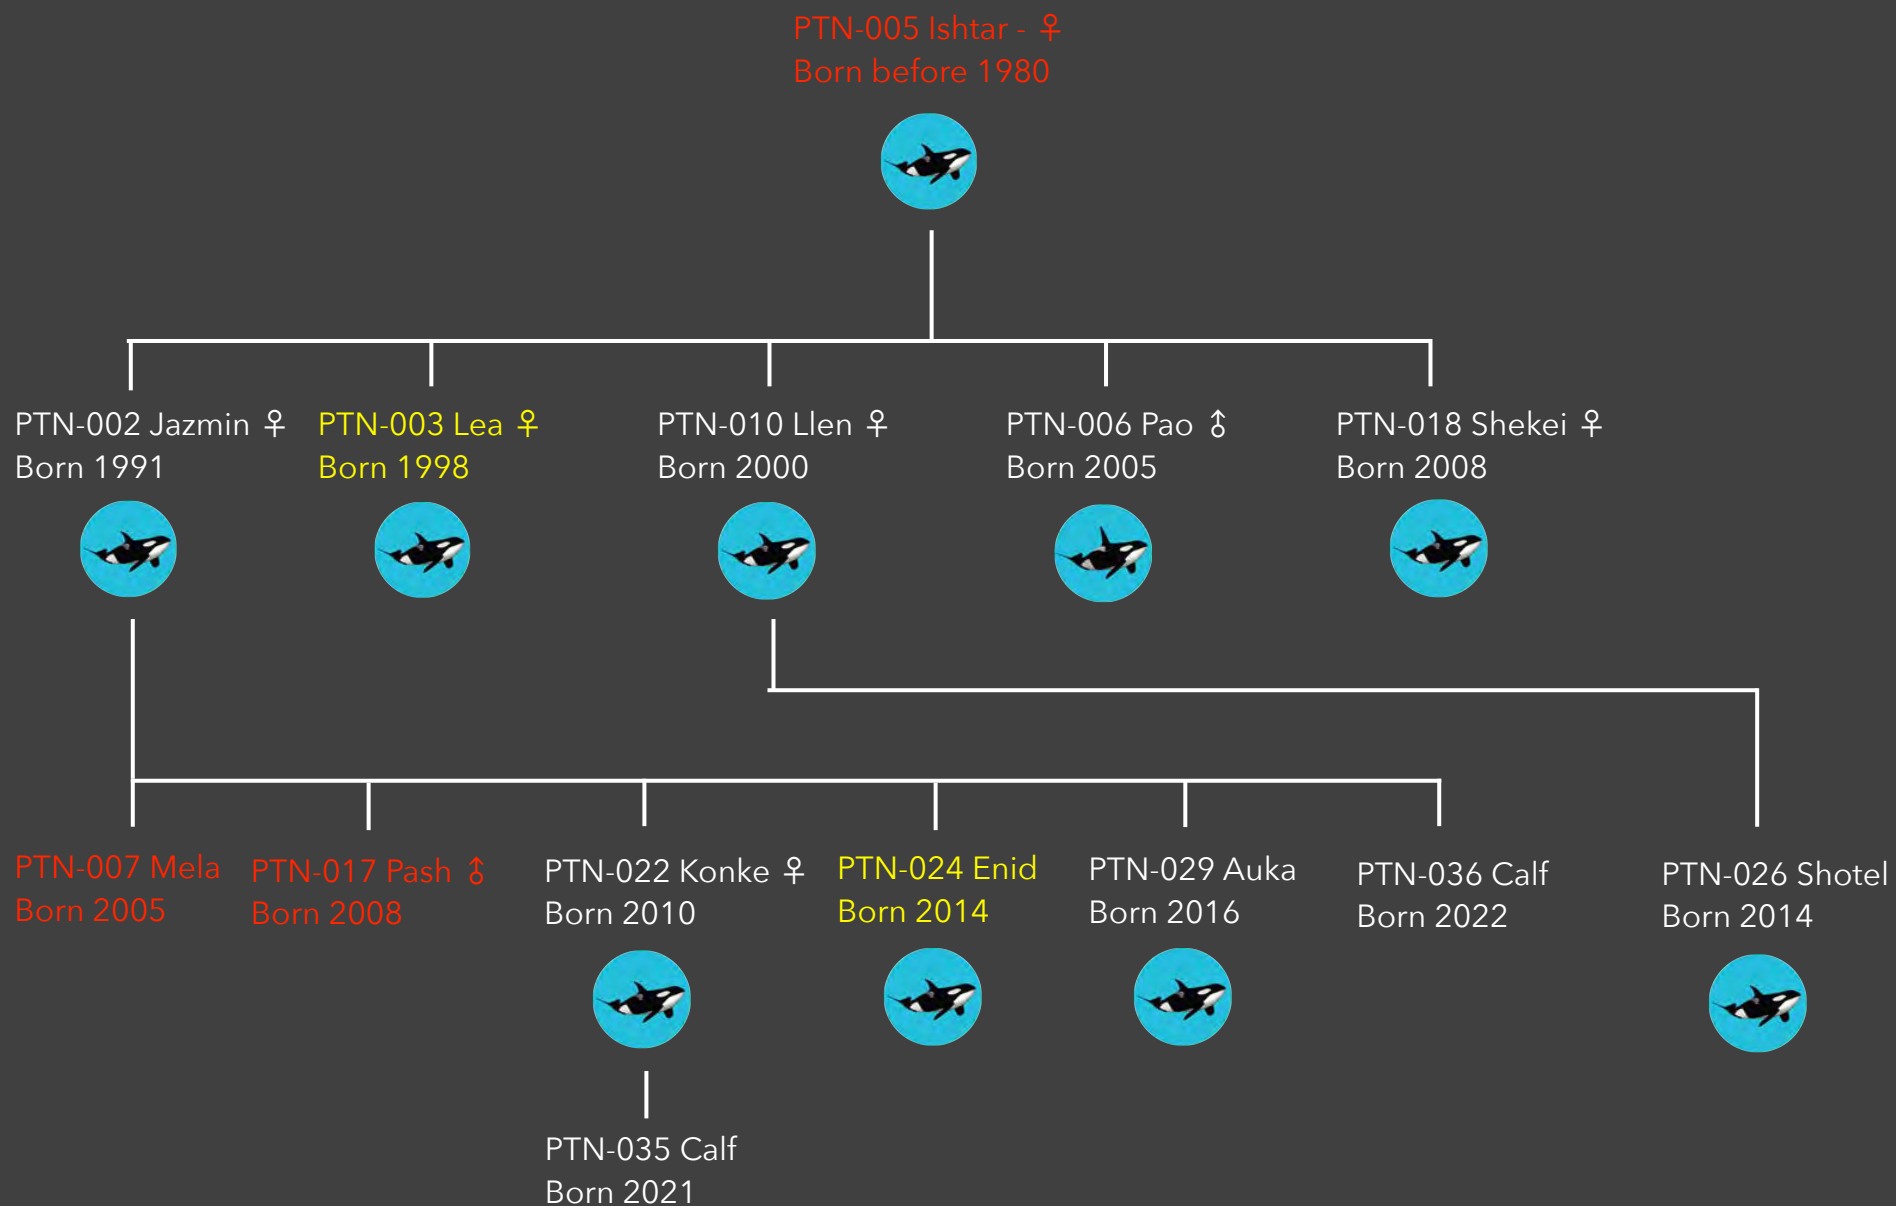 PTN-005 Ishtar - ♀
Born before 1980
PTN-002 Jazmin ♀
Born 1991
PTN-003 Lea ♀
Born 1998
PTN-010 Llen ♀
Born 2000
PTN-006 Pao ⚨
Born 2005
PTN-018 Shekei ♀
Born 2008
PTN-007 Mela
Born 2005
PTN-017 Pash ⚨
Born 2008
PTN-022 Konke ♀
Born 2010
PTN-024 Enid
Born 2014
PTN-029 Auka
Born 2016
PTN-036 Calf
Born 2022
PTN-026 Shotel
Born 2014
PTN-035 Calf
Born 2021